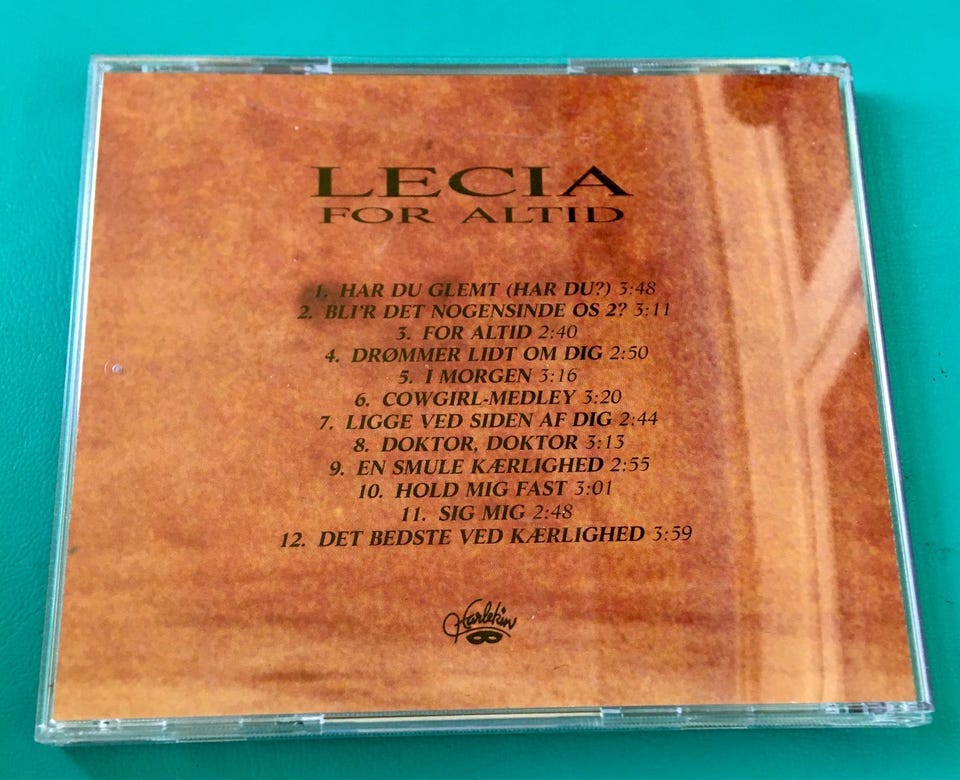 LECIA
FOR ALTID
1. HAR DU GLEMT (HAR DU?) 3:48
2. BLI'R DET NOGENSINDE OS 2? 3:11
3. FOR ALTID 2:40
4. DRØMMER LIDT OM DIG 2:50
5. I MORGEN 3:16
6. COWGIRL-MEDLEY 3:20
7. LIGGE VED SIDEN AF DIG 2:44
8. DOKTOR, DOKTOR 3:13
9. EN SMULE KÆRLIGHED 2:55
10. HOLD MIG FAST 3:01
11. SIG MIG 2:48
12. DET BEDSTE VED KÆRLIGHED 3:59
Harlekin